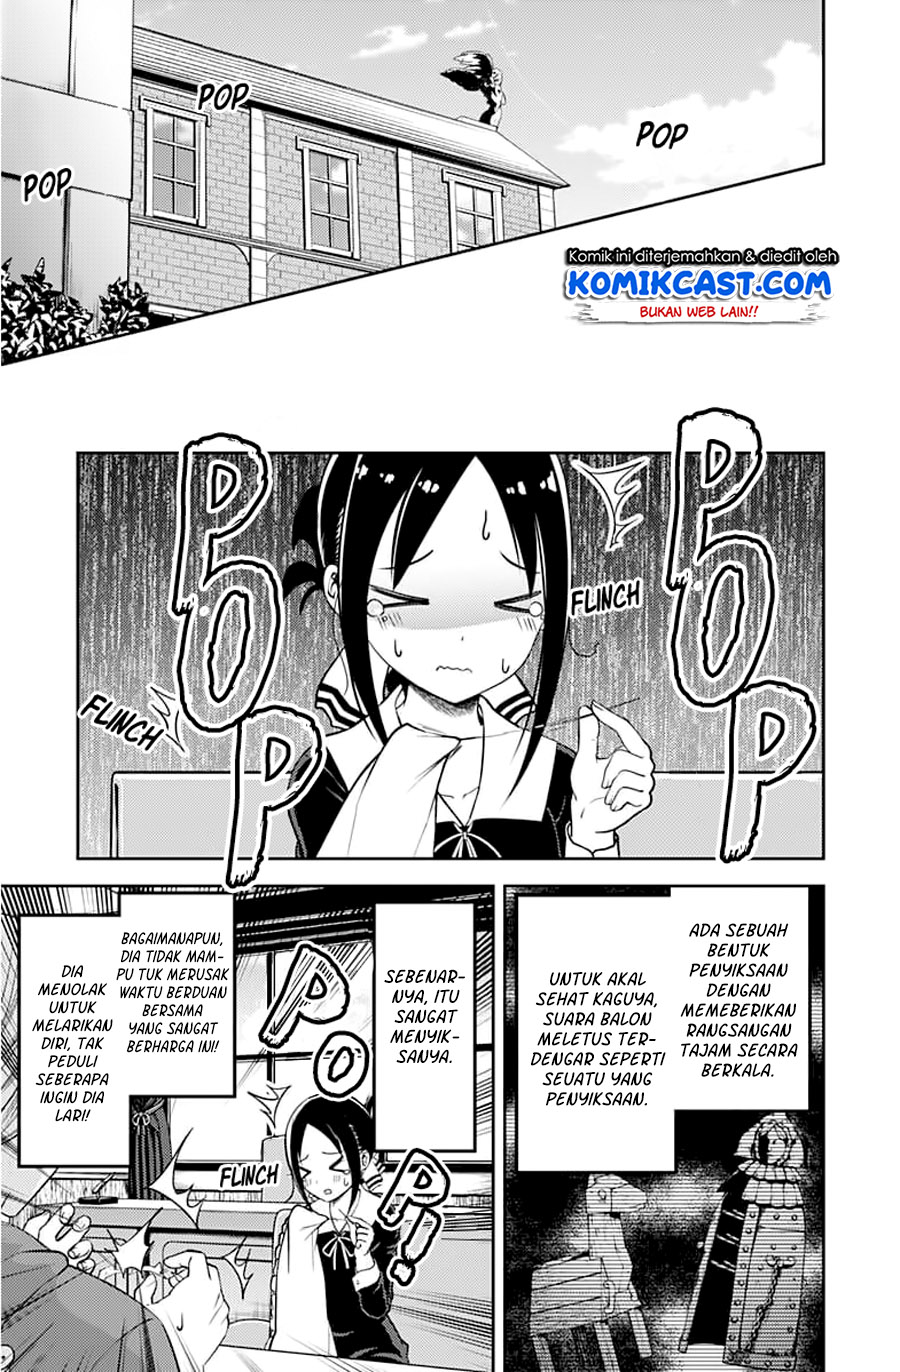 POP
POP
POP
Komik ini diterjemahkan & diedit oleh
KOMIKCAST.COM
BUKAN WEB LAIN!!
POP
FLINCH
POP
FLINCH
ADA SEBUAH
BENTUK
PENYIKSAAN
DENGAN
MEMEBERIKAN
RANGSANGAN
TAJAM SECARA
BERKALA.
UNTUK AKAL
SEHAT KAGUYA,
SUARA BALON
MELETUS TER-
DENGAR SEPERTI
SEUATU YANG
PENYIKSAAN.
SEBENAR-
NYA, ITU
SANGAT
MENYIK-
SANYA.
BAGAIMANAPUN,
DIA TIDAK MAM-
PU TUK MERUSAK
WAKTU BERDUAN
BERSAMA
YANG SANGAT
BERHARGA INI!
DIA
MENOLAK
UNTUK
MELARIKAN
DIRI, TAK
PEDULI
SEBERAPA
INGIN DIA
LARI!
POP!
FLINCH